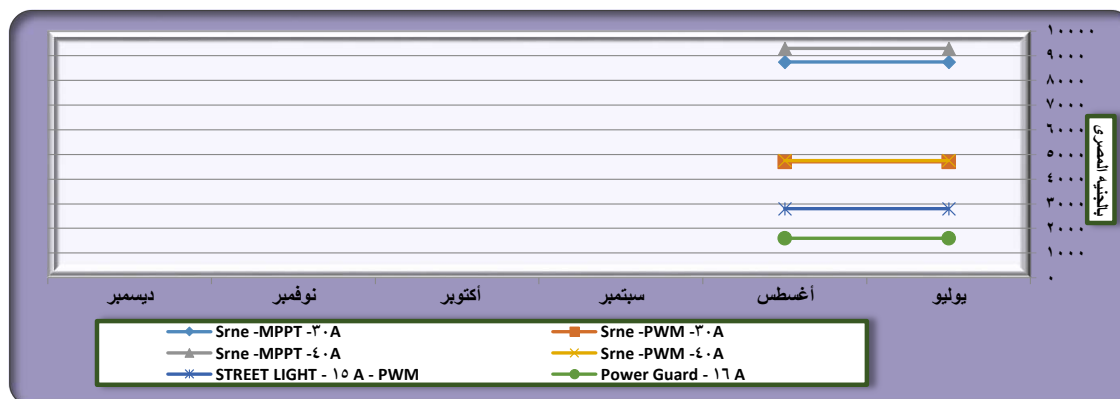 ١٠٠٠٠
٩٠٠٠
٨٠٠٠
٧٠٠٠
٦٠٠٠
٥٠٠٠
٤٠٠٠
٣٠٠٠
٢٠٠٠
١٠٠٠
٠
بالجنيه المصرى
يوليو أغسطس سبتمبر أكتوبر نوفمبر ديسمبر
Srne -MPPT -٣٠A Srne -PWM -٣٠A
Srne -MPPT -٤٠A Srne -PWM -٤٠A
STREET LIGHT - ١٥ A - PWM Power Guard - ١٦ A